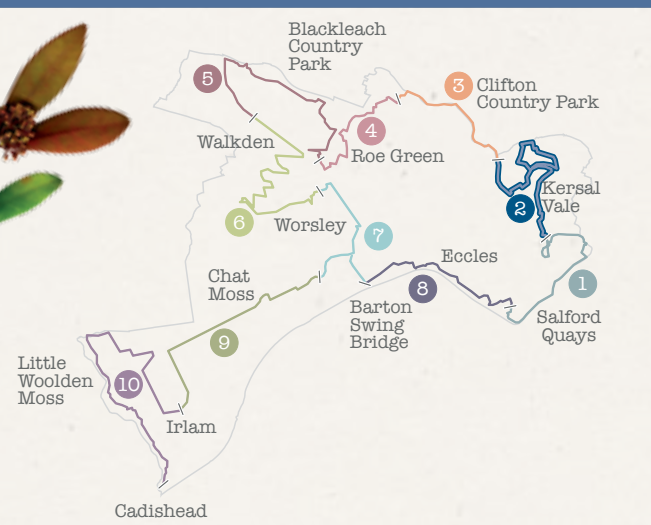 Blackleach
Country
Park
5
3
Clifton
Country Park
Walkden
4
Roe Green
2
Kersal
Vale
6
Worsley
7
Eccles
Chat
Moss
8
1
Barton
Swing
Bridge
Salford
Quays
9
Little
Woolden
Moss
10
Irlam
Cadishead